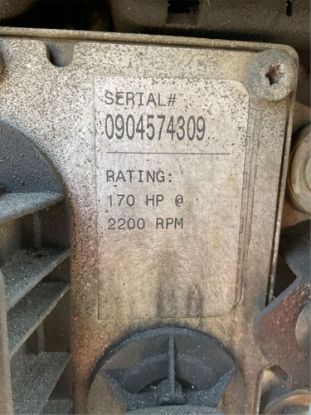 SERIAL#
0904574309
RATING:
170 HP @
2200 RPM